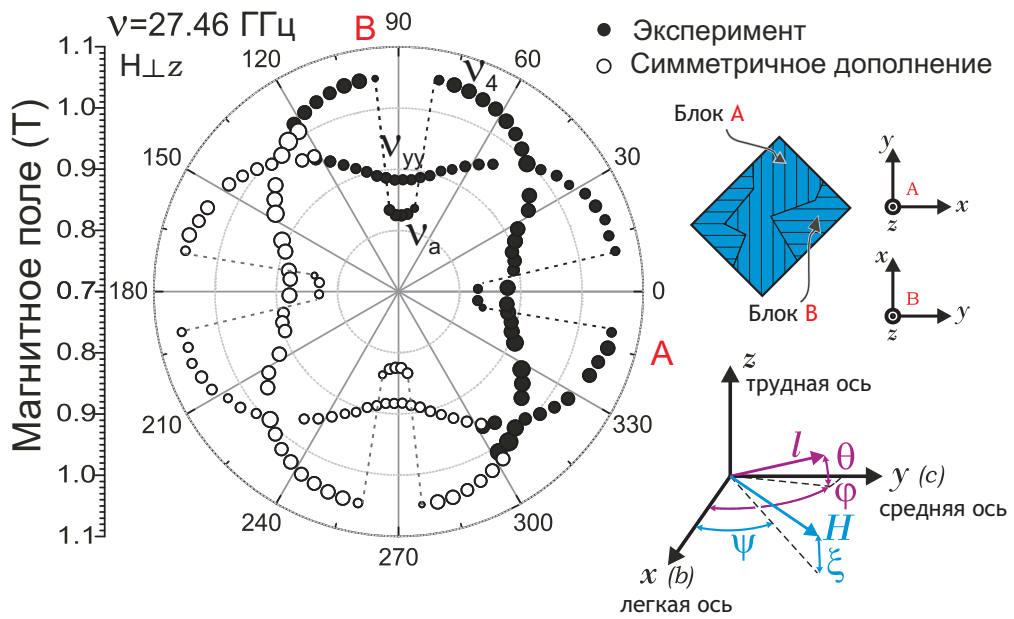 ν=27.46 ГГц
H⊥z
B
Магнитное поле (Т)
1.1
1.0
0.9
0.8
0.7
0.8
0.9
1.0
1.1
0
30
60
90
120
150
180
210
240
270
300
330
ν4
νyy
νa
A
Эксперимент
Симметричное дополнение
Блок A
Блок B
y
A
z
x
x
B
z
y
z
трудная ось
l
θ
y (c)
φ
средняя ось
H
ψ
ξ
x (b)
легкая ось